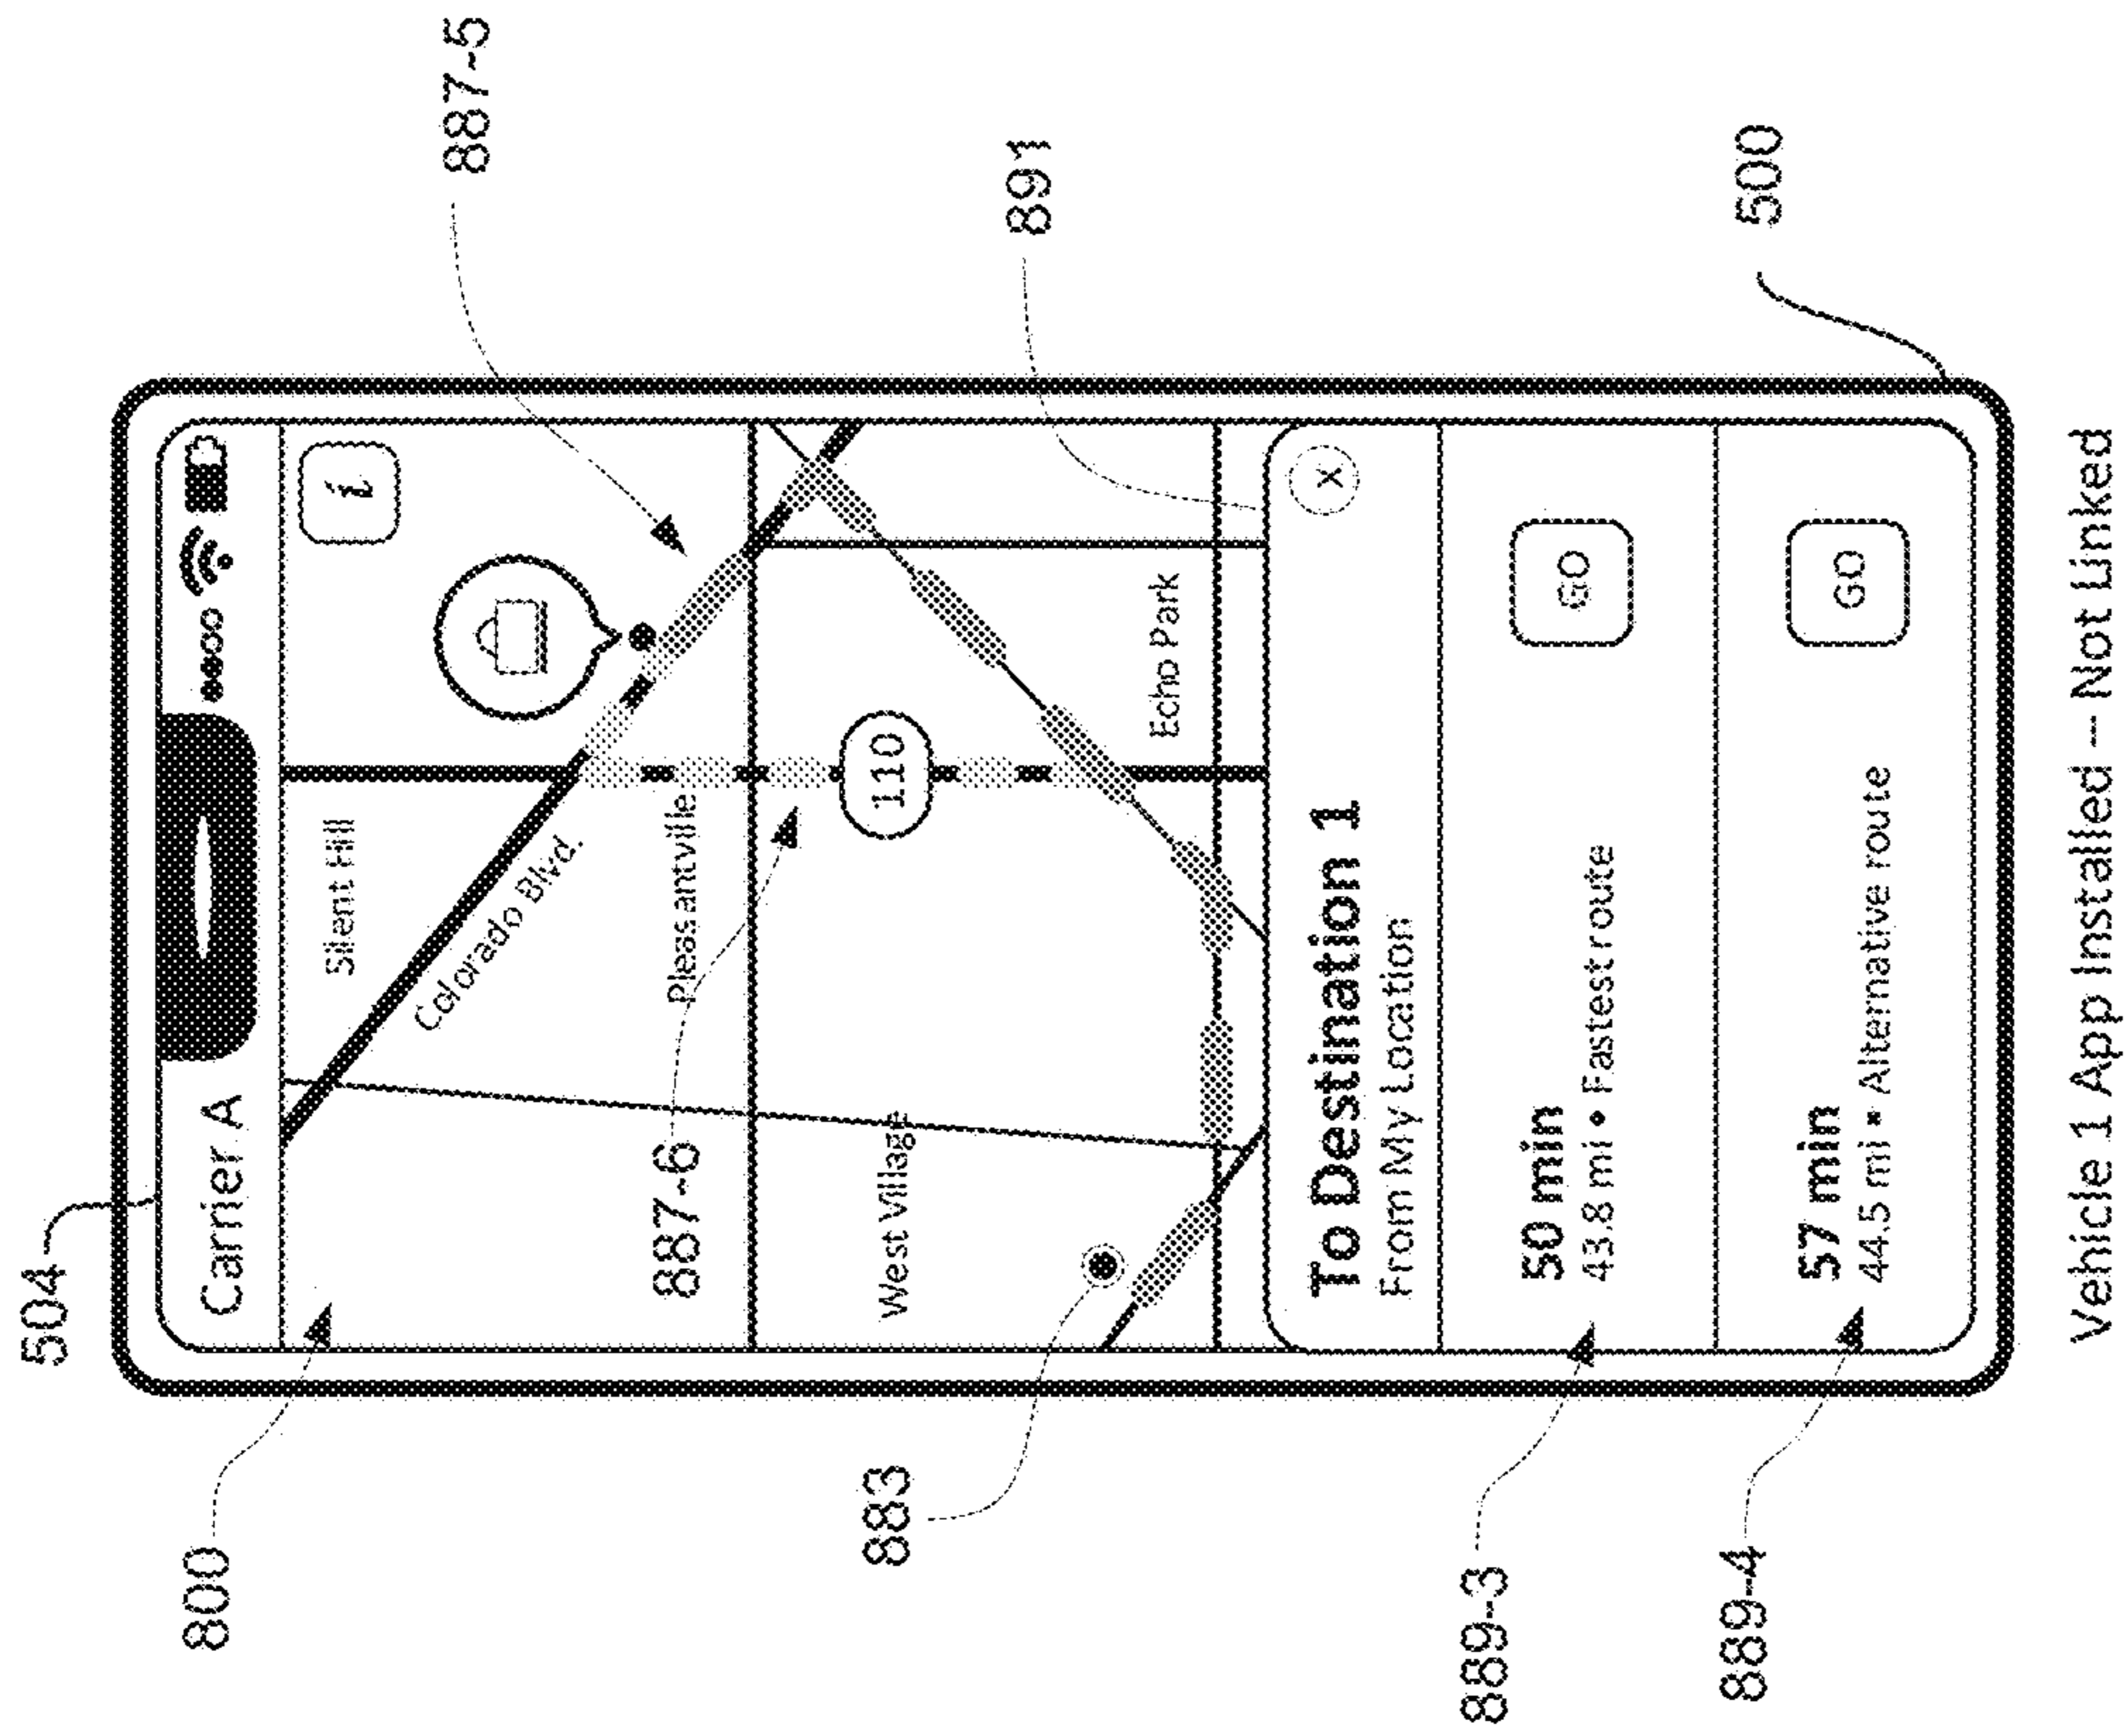 504
Carrier A
800
i
887-5
Silent Hill
Colorado Blvd.
Pleasantville
887-6
110
West Village
883
Echo Park
891
To Destination 1
X
From My Location
50 min
GO
43.8 mi • Fastest route
889-3
57 min
GO
44.5 mi • Alternative route
889-4
500
Vehicle 1 App Installed -- Not Linked